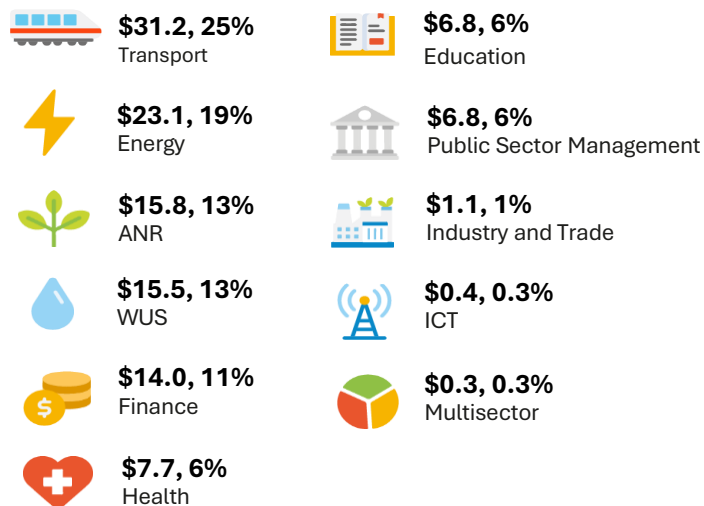 $31.2, 25%
Transport
$23.1, 19%
Energy
$15.8, 13%
ANR
$15.5, 13%
WUS
$14.0, 11%
Finance
$7.7, 6%
Health
$6.8, 6%
Education
$6.8, 6%
Public Sector Management
$1.1, 1%
Industry and Trade
$0.4, 0.3%
ICT
$0.3, 0.3%
Multisector